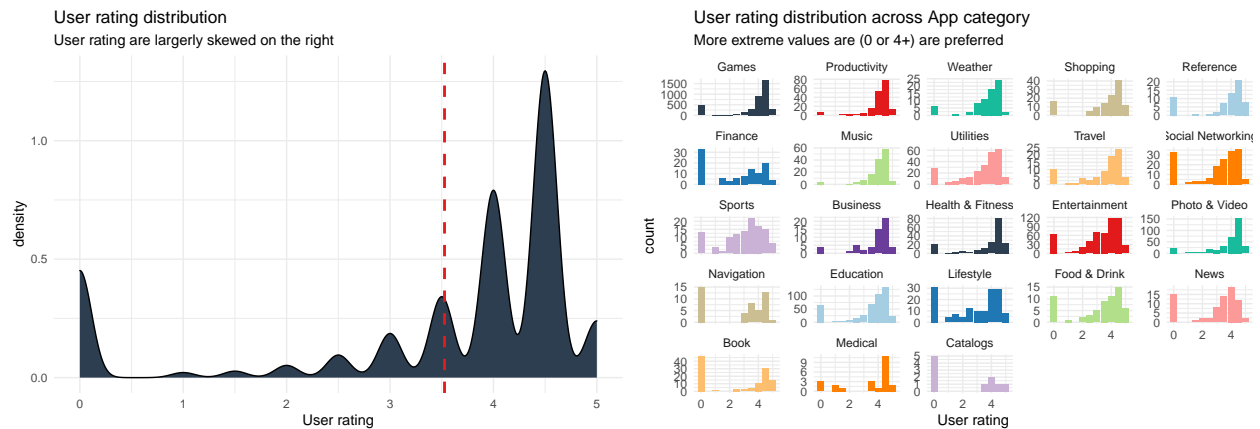 User rating distribution
User rating are largely skewed on the right
density
1.0
0.5
0.0
0 1 2 3 4 5
User rating
User rating distribution across App category
More extreme values are (0 or 4+) are preferred
count
Games Productivity Weather Shopping Reference
1500 1000 500 0
80 60 40 20 0
25 20 15 10 5 0
40 30 20 10 0
20 10 0
Finance Music Utilities Travel Social Networking
30 20 10 0
60 40 20 0
60 40 20 0
25 20 15 10 5 0
30 20 10 0
Sports Business Health & Fitness Entertainment Photo & Video
20 15 10 5 0
20 15 10 5 0
80 60 40 20 0
120 90 60 30 0
150 100 50 0
Navigation Education Lifestyle Food & Drink News
15 10 5 0
100 50 0
30 20 10 0
15 10 5 0
15 10 5 0
Book Medical Catalogs
40 30 20 10 0
9 6 3 0
5 4 3 2 1 0
0 2 4
0 2 4
0 2 4
0 2 4
0 2 4
User rating